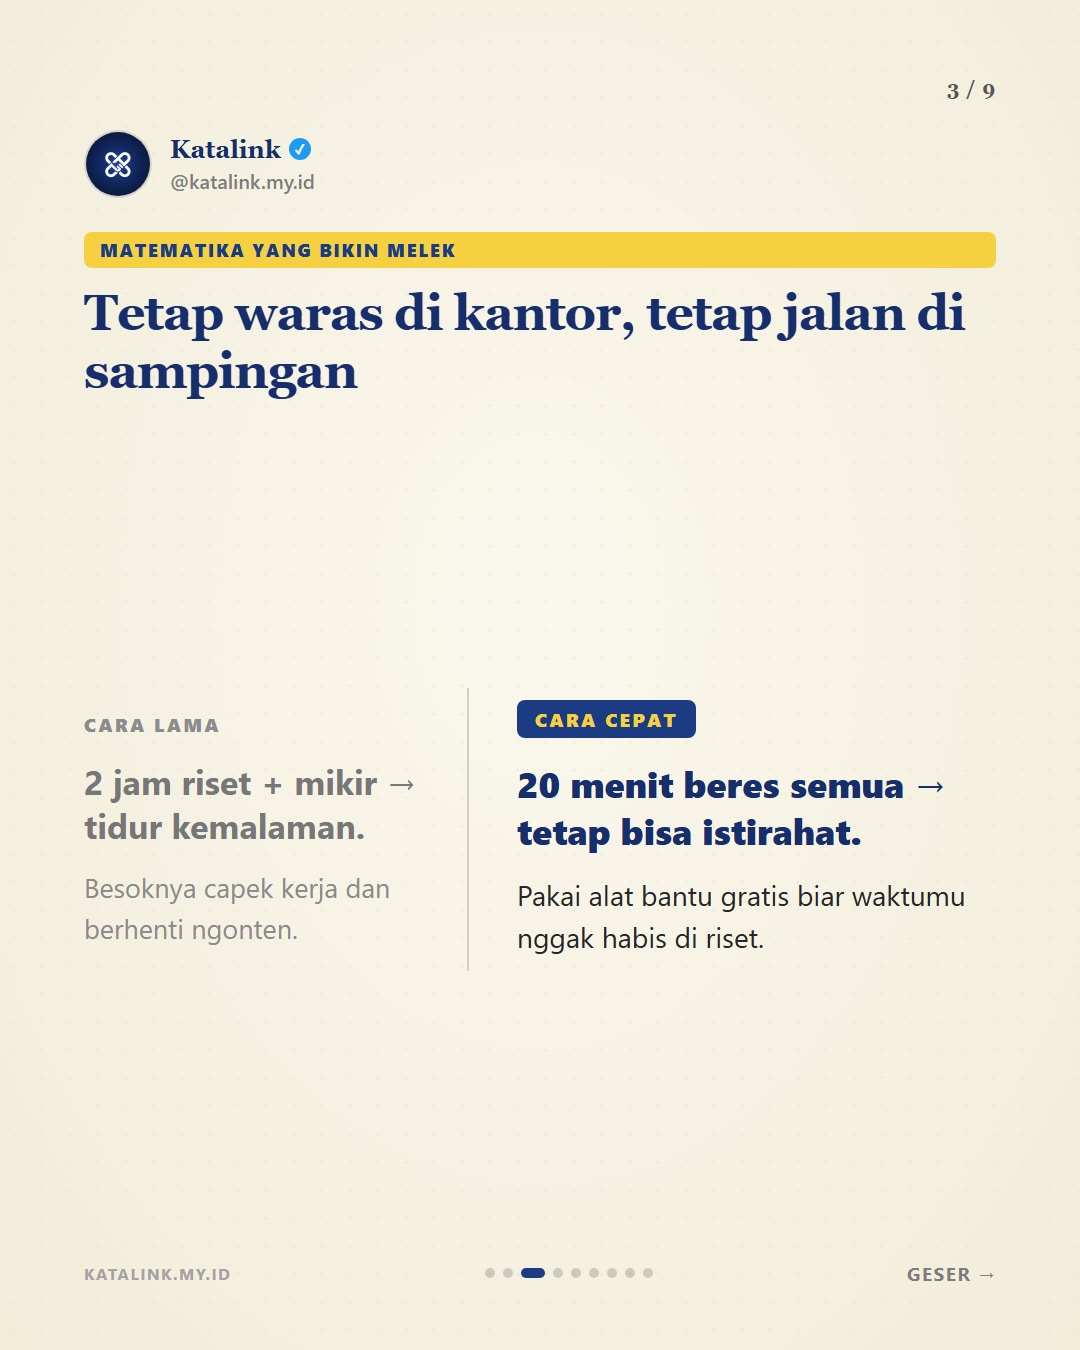 3 / 9
Katalink
@katalink.my.id
MATEMATIKA YANG BIKIN MELEK
Tetap waras di kantor, tetap jalan di
sampingan
CARA LAMA
2 jam riset + mikir →
tidur kemalaman.
Besoknya capek kerja dan
berhenti ngonten.
CARA CEPAT
20 menit beres semua →
tetap bisa istirahat.
Pakai alat bantu gratis biar waktumu
nggak habis di riset.
KATALINK.MY.ID
GESER →